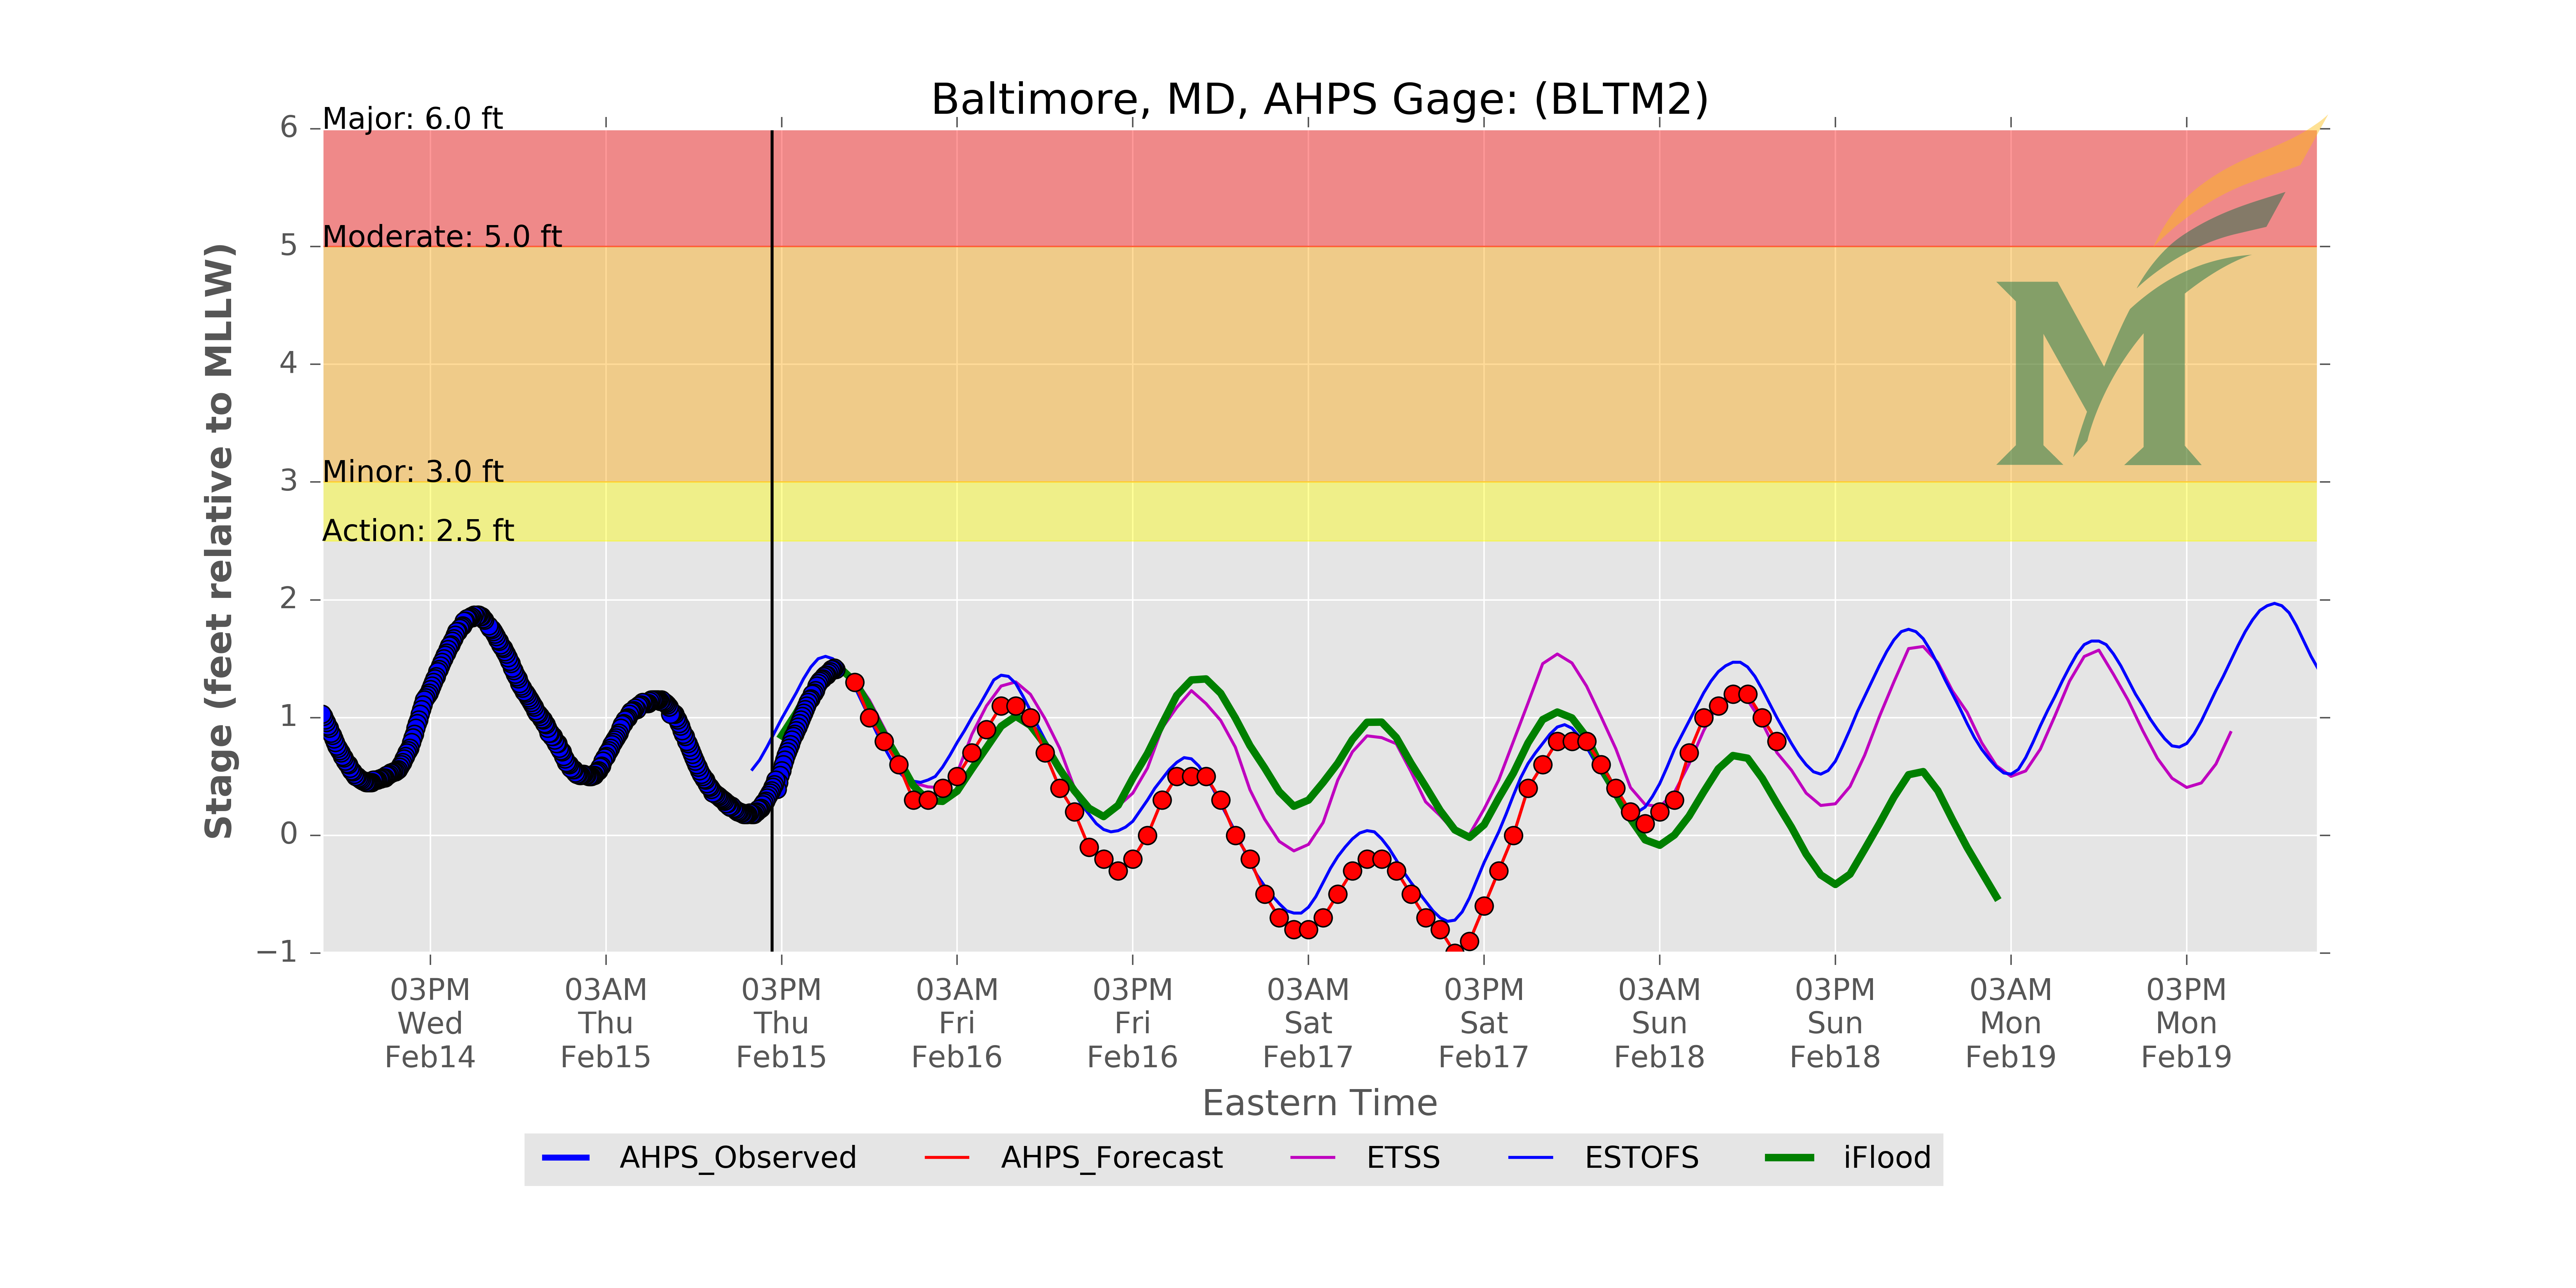 Baltimore, MD, AHPS Gage: (BLTM2)
Major: 6.0 ft
Moderate: 5.0 ft
Minor: 3.0 ft
Action: 2.5 ft
6
5
4
3
2
1
0
−1
Stage (feet relative to MLLW)
03PM
Wed
Feb14
03AM
Thu
Feb15
03PM
Thu
Feb15
03AM
Fri
Feb16
03PM
Fri
Feb16
03AM
Sat
Feb17
03PM
Sat
Feb17
03AM
Sun
Feb18
03PM
Sun
Feb18
03AM
Mon
Feb19
03PM
Mon
Feb19
Eastern Time
AHPS_Observed
AHPS_Forecast
ETSS
ESTOFS
iFlood
M